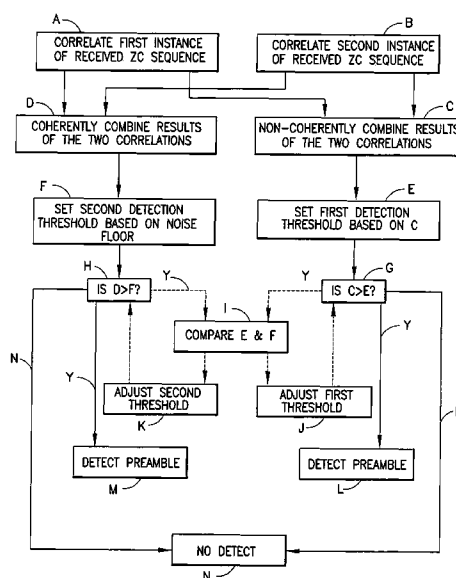 A
B
CORRELATE FIRST INSTANCE
OF RECEIVED ZC SEQUENCE
CORRELATE SECOND INSTANCE
OF RECEIVED ZC SEQUENCE
D
C
COHERENTLY COMBINE RESULTS
OF THE TWO CORRELATIONS
NON-COHERENTLY COMBINE RESULTS
OF THE TWO CORRELATIONS
F
E
SET SECOND DETECTION
THRESHOLD BASED ON NOISE
FLOOR
SET FIRST DETECTION
THRESHOLD BASED ON C
H
G
IS D>F?
Y
I
Y
IS C>E?
COMPARE E & F
N
Y
Y
ADJUST SECOND
THRESHOLD
ADJUST FIRST
THRESHOLD
K
J
DETECT PREAMBLE
DETECT PREAMBLE
M
L
NO DETECT
N